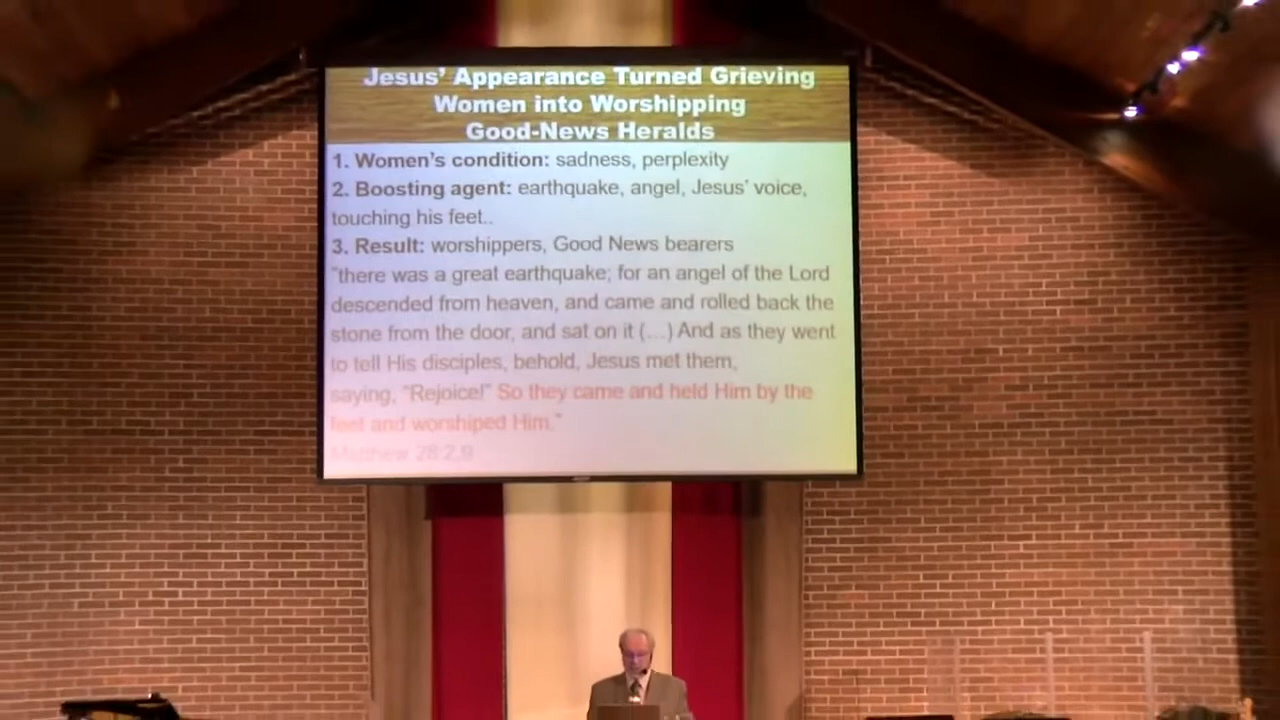 Jesus’ Appearance Turned Grieving
Women into Worshipping
Good-News Heralds
1. Women’s condition: sadness, perplexity
2. Boosting agent: earthquake, angel, Jesus’ voice,
touching his feet..
3. Result: worshippers, Good News bearers
“there was a great earthquake; for an angel of the Lord
descended from heaven, and came and rolled back the
stone from the door, and sat on it (...) And as they went
to tell His disciples, behold, Jesus met them,
saying, “Rejoice!” So they came and held Him by the
feet and worshiped Him.”
Matthew 28:2,9